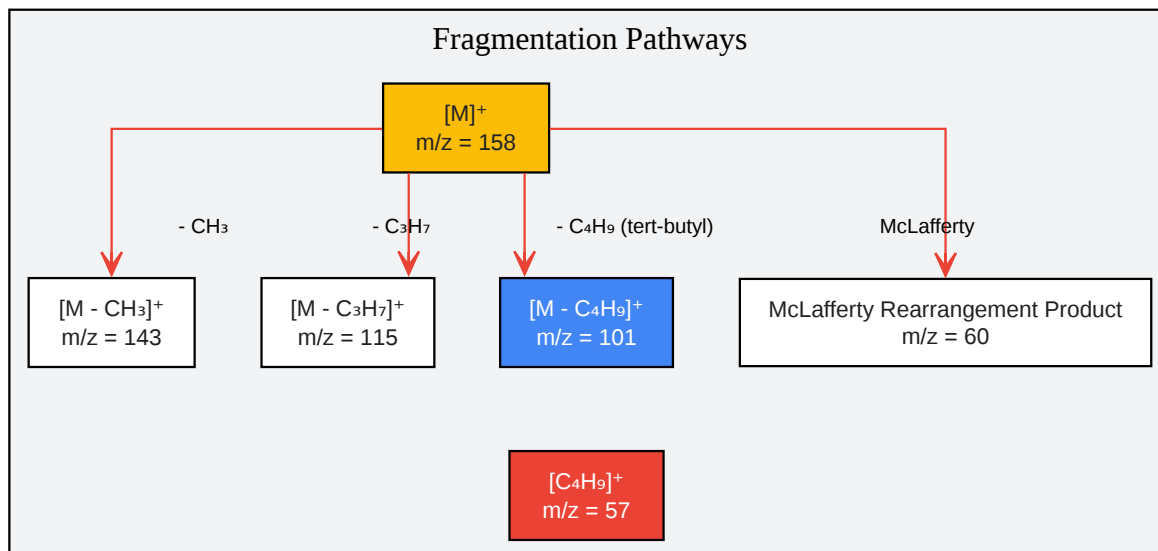 Fragmentation Pathways
[M]⁺
m/z = 158
- CH₃
- C₃H₇
- C₄H₉ (tert-butyl)
McLafferty
[M - CH₃]⁺
m/z = 143
[M - C₃H₇]⁺
m/z = 115
[M - C₄H₉]⁺
m/z = 101
McLafferty Rearrangement Product
m/z = 60
[C₄H₉]⁺
m/z = 57